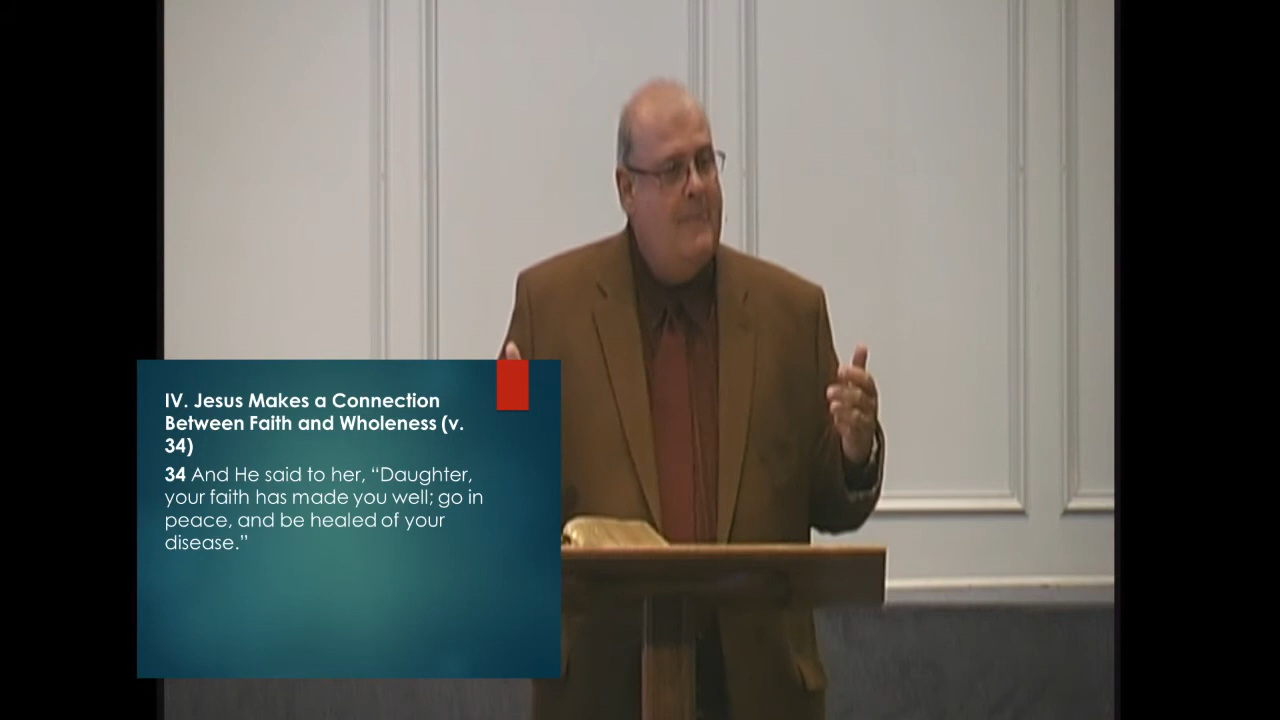 IV. Jesus Makes a Connection
Between Faith and Wholeness (v.
34)
34 And He said to her, “Daughter,
your faith has made you well; go in
peace, and be healed of your
disease.”